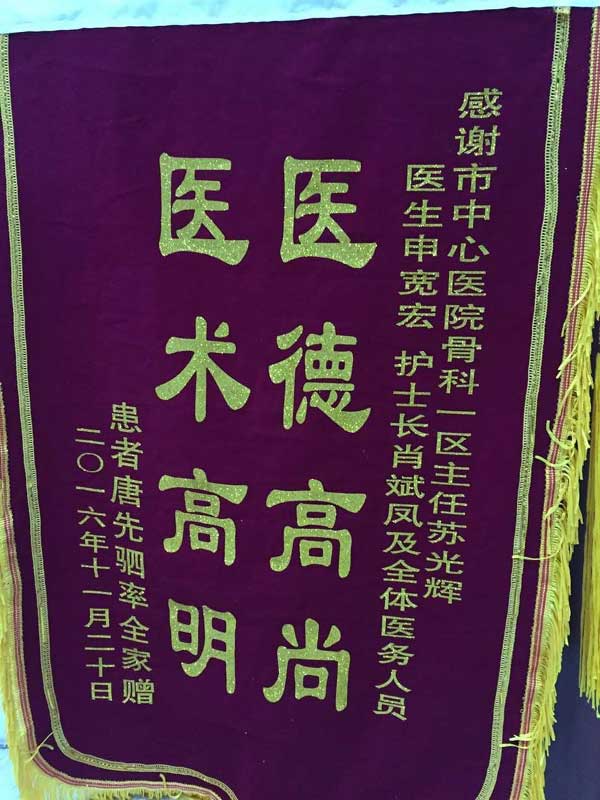 感谢市中心医院骨科一区主任苏光辉
医生申宽宏 护士长肖斌凤及全体医务人员
医德高尚
医术高明
患者唐先驷率全家赠
二〇一六年十一月二十日